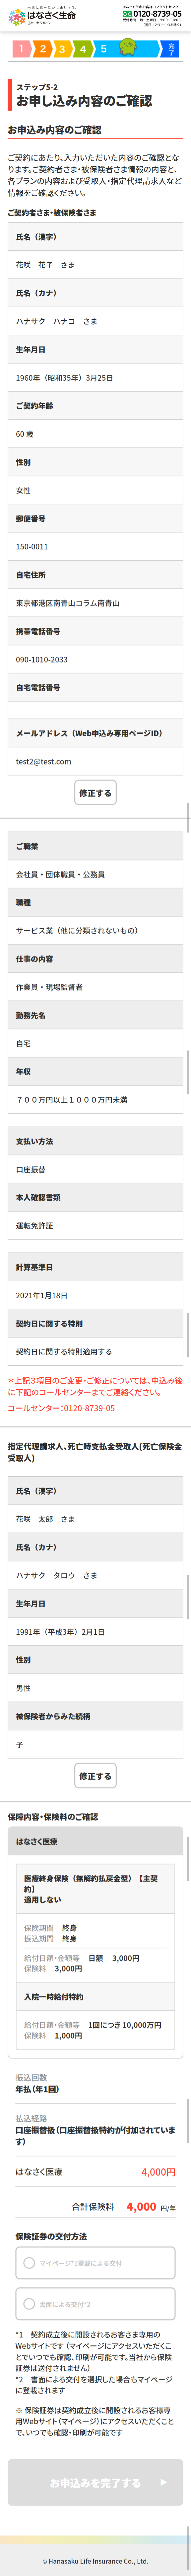 はなさく生命
日本生命グループ
はなさく生命お客様コンタクトセンター
0120-8739-05
1
2
3
4
5
完了
ステップ5-2
お申し込み内容のご確認
お申込み内容のご確認
ご契約にあたり、入力いただいた内容のご確認とな
ります。ご契約者さま・被保険者さま情報の内容と、
各プランの内容および受取人・指定代理請求人など
情報をご確認ください。
ご契約者さま・被保険者さま
氏名（漢字）
花咲　花子　さま
氏名（カナ）
ハナサク　ハナコ　さま
生年月日
1960年（昭和35年）3月25日
ご契約年齢
60 歳
性別
女性
郵便番号
150-0011
自宅住所
東京都港区南青山コラム南青山
携帯電話番号
090-1010-2033
自宅電話番号
メールアドレス（Web申込み専用ページID）
test2@test.com
修正する
ご職業
会社員・団体職員・公務員
職種
サービス業（他に分類されないもの）
仕事の内容
作業員・現場監督者
勤務先名
自宅
年収
７００万円以上１０００万円未満
支払い方法
口座振替
本人確認書類
運転免許証
計算基準日
2021年1月18日
契約日に関する特則
契約日に関する特則適用する
＊上記３項目のご変更・ご修正については、申込み後
に下記のコールセンターまでご連絡ください。
コールセンター：0120-8739-05
指定代理請求人、死亡時支払金受取人(死亡保険金
受取人)
氏名（漢字）
花咲　太郎　さま
氏名（カナ）
ハナサク　タロウ　さま
生年月日
1991年（平成3年）2月1日
性別
男性
被保険者からみた続柄
子
修正する
保障内容・保険料のご確認
はなさく医療
医療終身保険（無解約払戻金型）【主契
約】
適用しない
保険期間　終身
振込期間　終身
給付日額・金額等　日額　3,000円
保険料　3,000円
入院一時給付特約
給付日額・金額等　1回につき 10,000万円
保険料　1,000円
振込回数
年払（年1回）
払込経路
口座振替扱（口座振替扱特約が付加されていま
す）
はなさく医療　4,000円
合計保険料　4,000 円/年
保険証券の交付方法
マイページ*1登載による交付
書面による交付*2
*1　契約成立後に開設されるお客さま専用の
Webサイトです（マイページにアクセスいただくこ
とでいつでも確認、印刷が可能です。当社から保険
証券は送付されません）
*2　書面による交付を選択した場合もマイページ
に登載されます
※ 保険証券は契約成立後に開設されるお客様専
用Webサイト（マイページ）にアクセスいただくこと
で、いつでも確認・印刷が可能です
お申込みを完了する
© Hanasaku Life Insurance Co., Ltd.